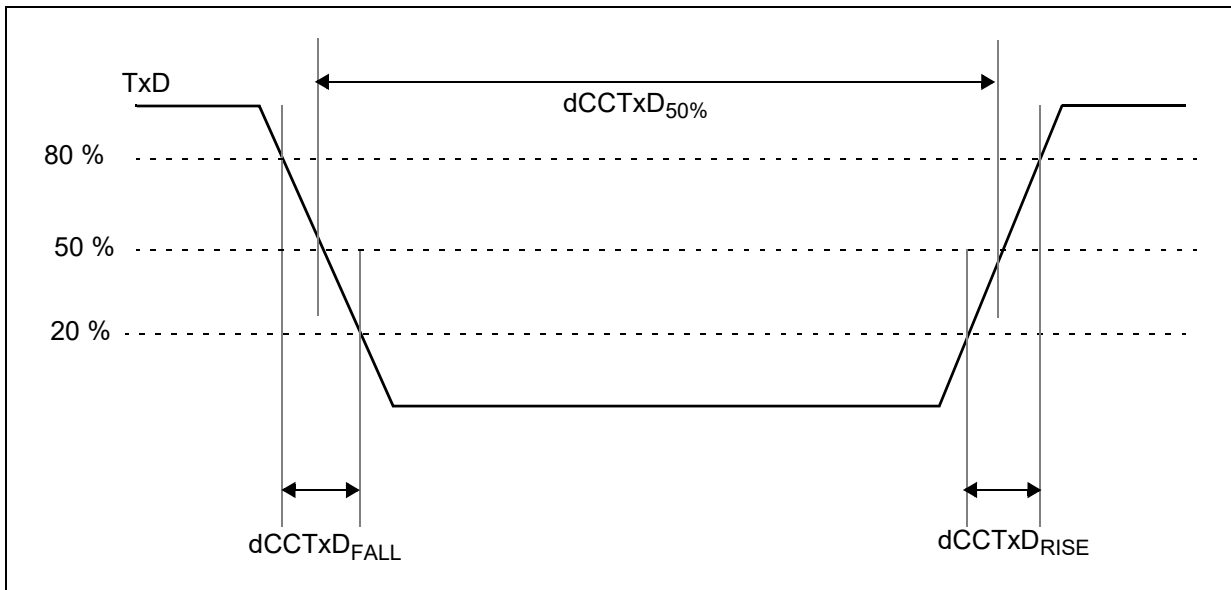 TxD
dCCTxD50%
80 %
50 %
20 %
dCCTxDFALL
dCCTxDRISE